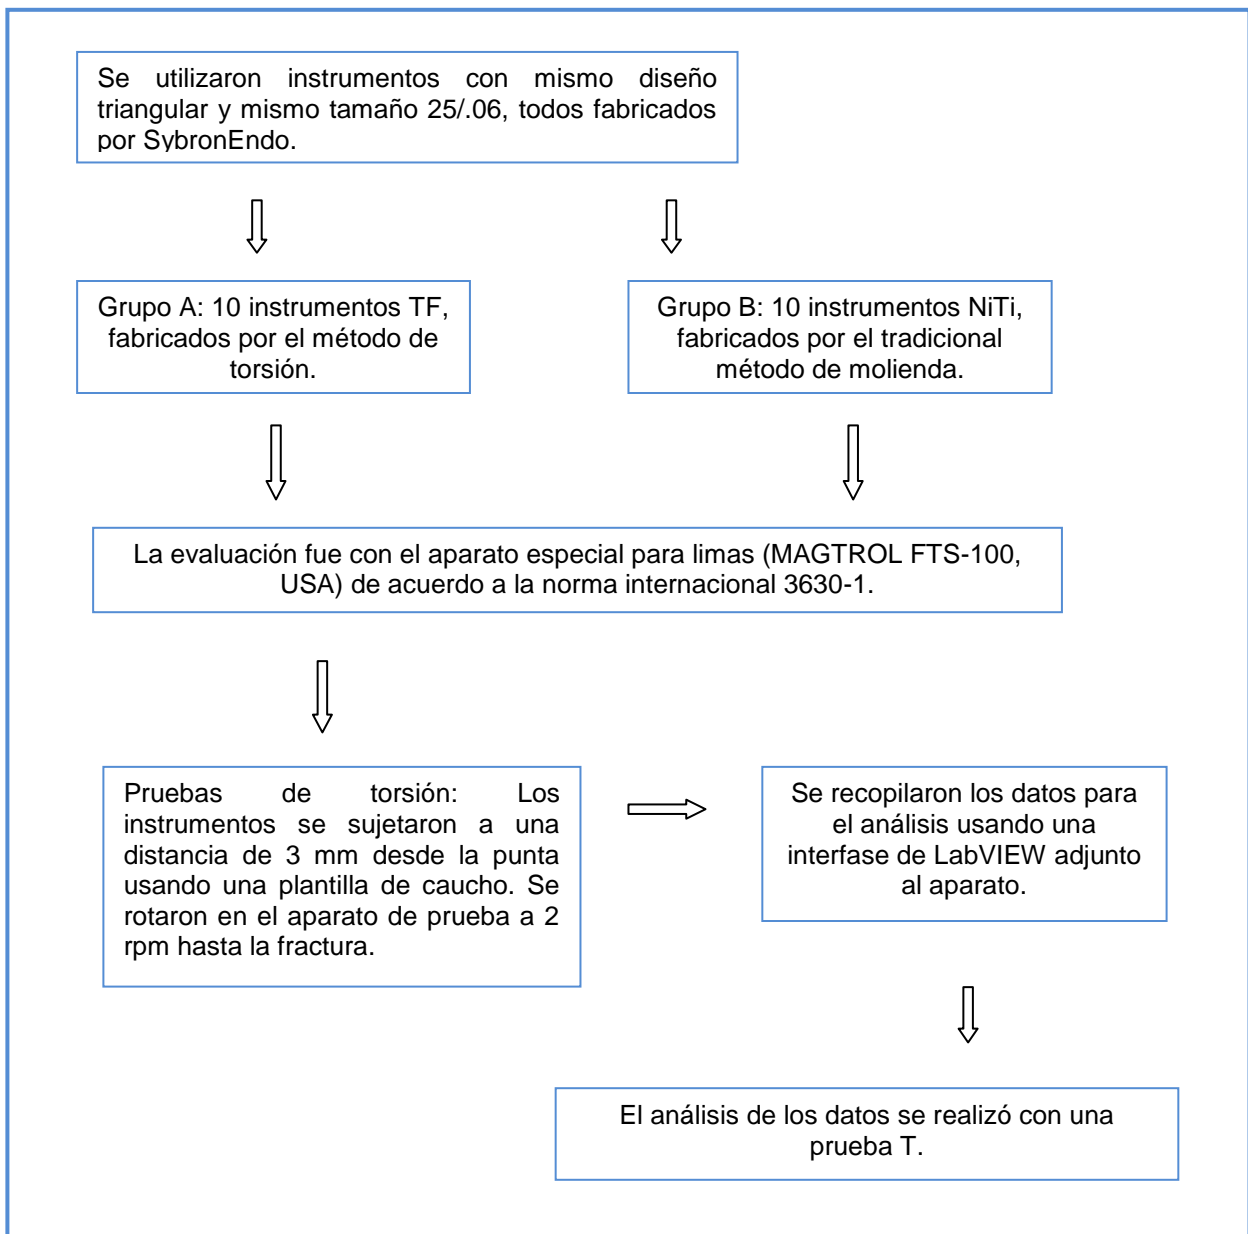 Se utilizaron instrumentos con mismo diseño
triangular y mismo tamaño 25/.06, todos fabricados
por SybronEndo.
Grupo A: 10 instrumentos TF,
fabricados por el método de
torsión.
Grupo B: 10 instrumentos NiTi,
fabricados por el tradicional
método de molienda.
La evaluación fue con el aparato especial para limas (MAGTROL FTS-100,
USA) de acuerdo a la norma internacional 3630-1.
Pruebas de torsión: Los
instrumentos se sujetaron a una
distancia de 3 mm desde la punta
usando una plantilla de caucho. Se
rotaron en el aparato de prueba a 2
rpm hasta la fractura.
Se recopilaron los datos para
el análisis usando una
interfase de LabVIEW adjunto
al aparato.
El análisis de los datos se realizó con una
prueba T.